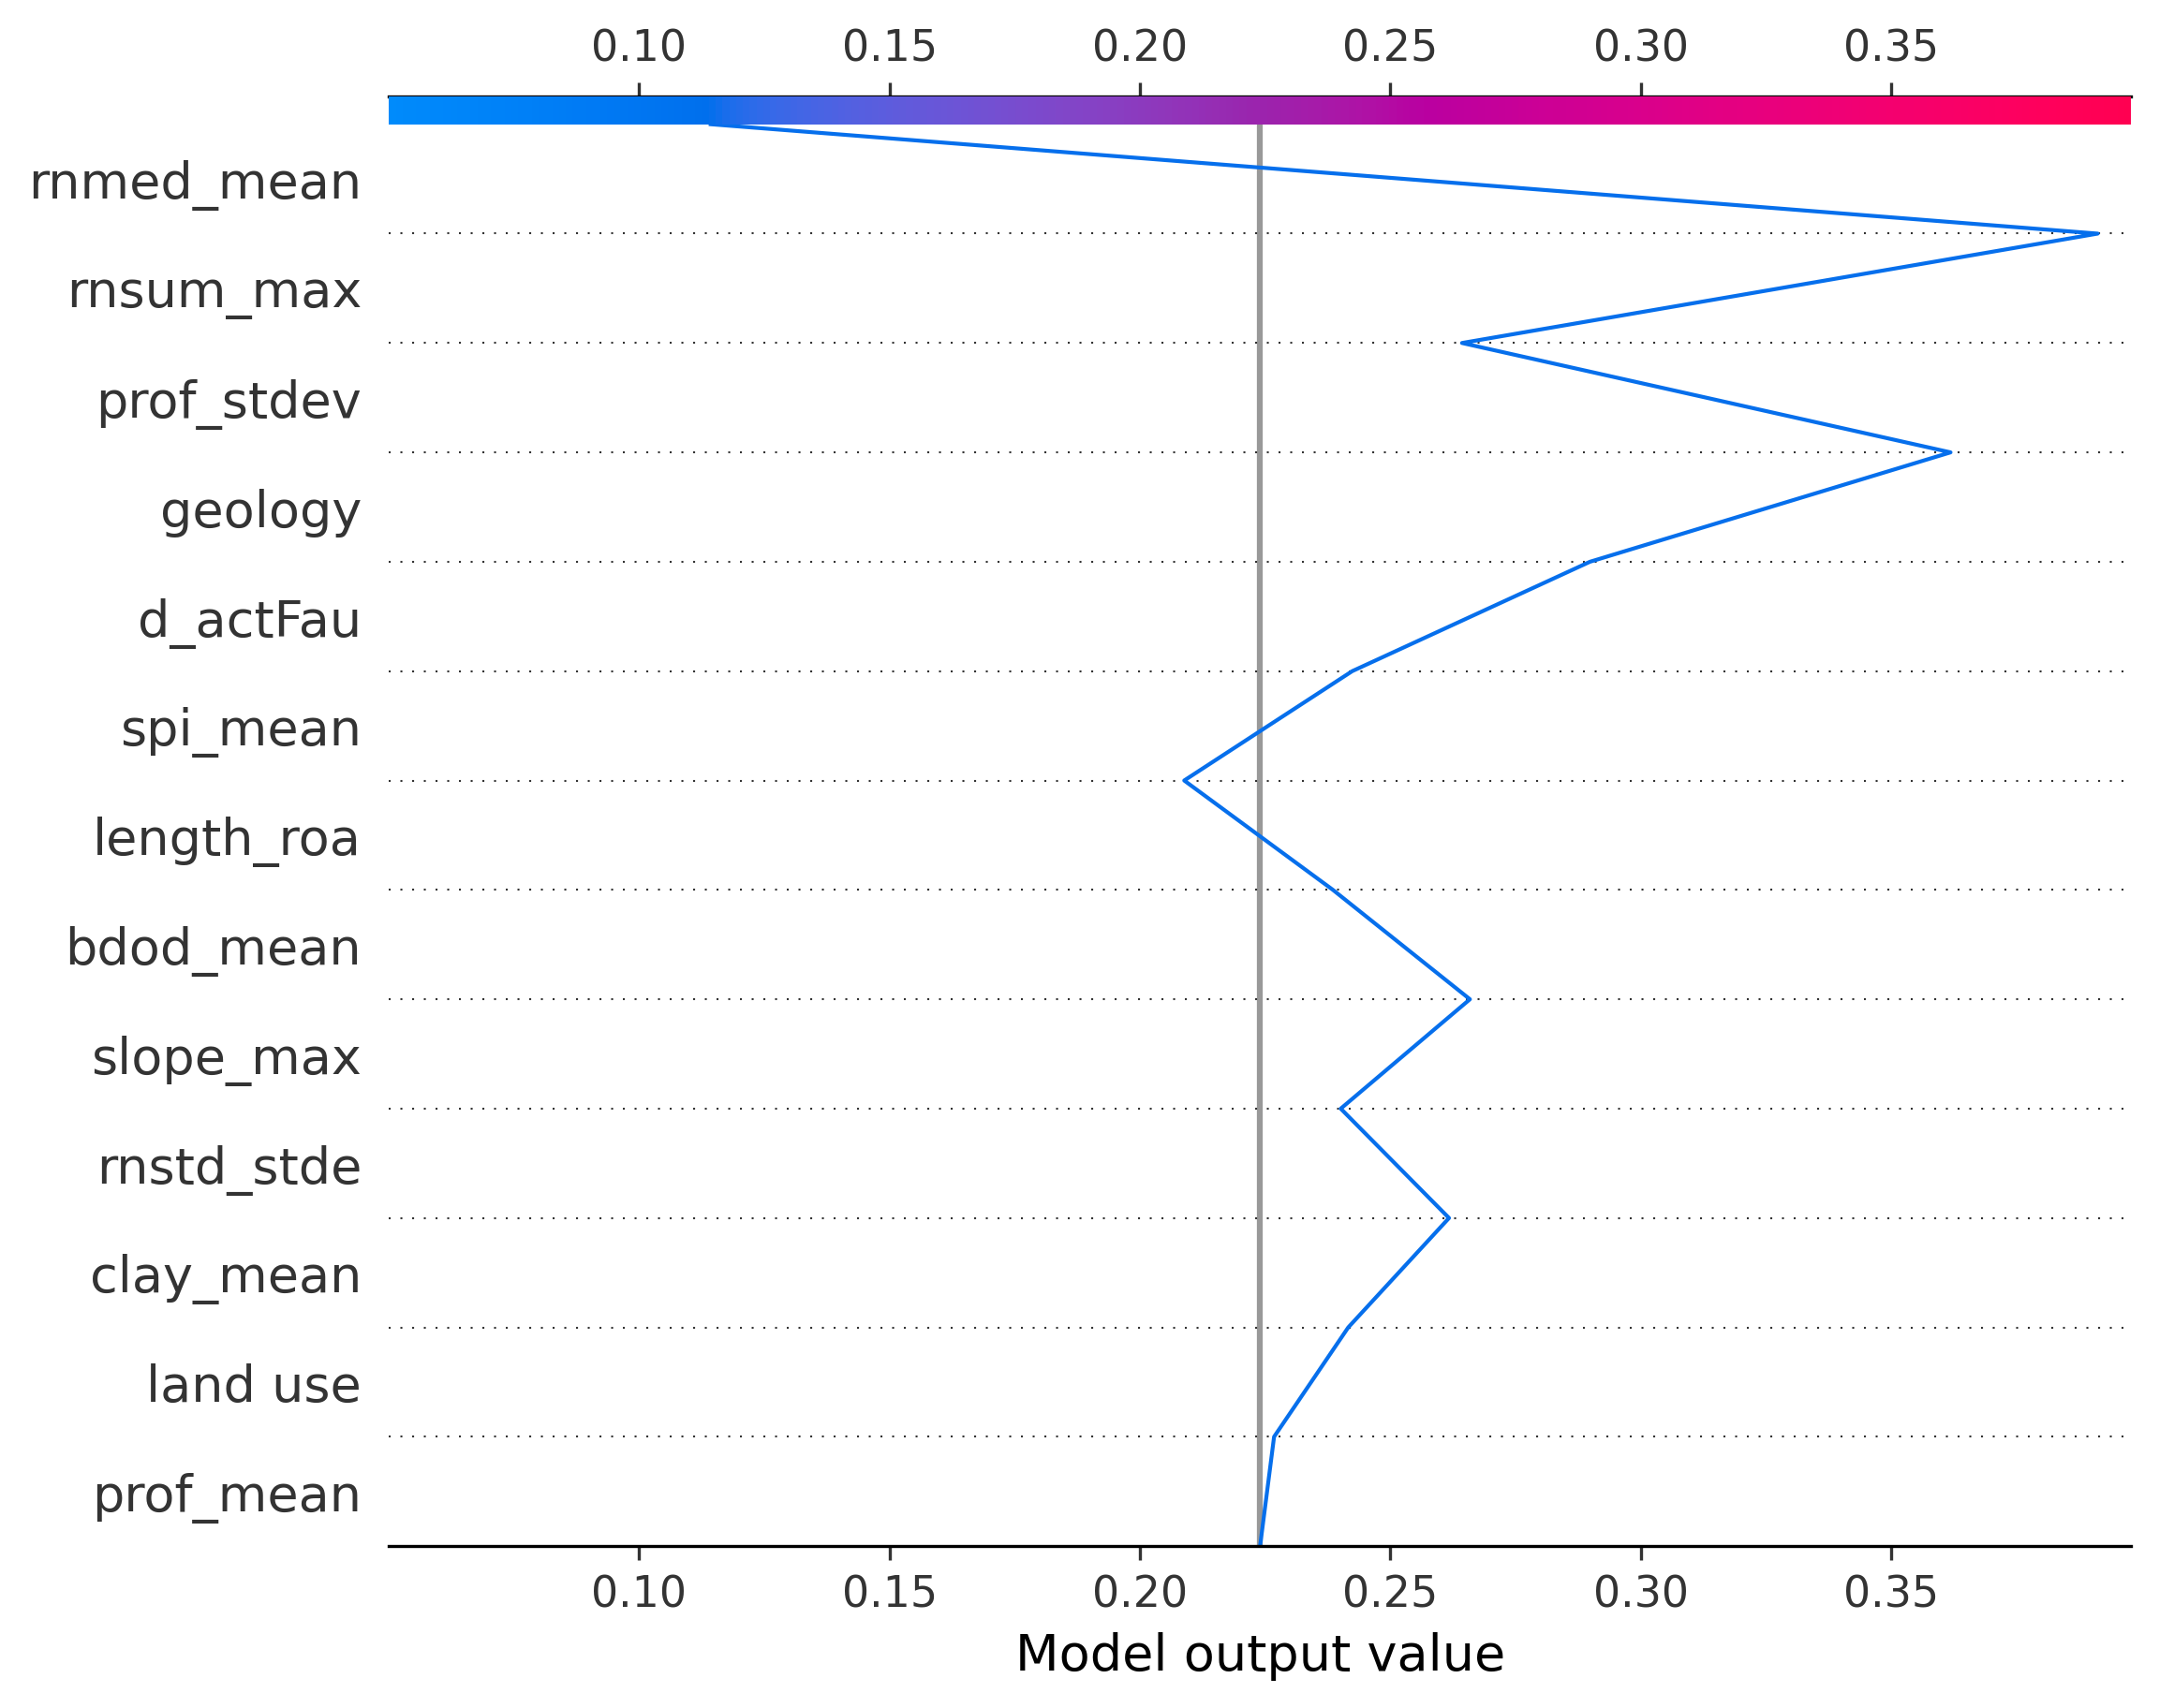 0.10 0.15 0.20 0.25 0.30 0.35
rnmed_mean
rnsum_max
prof_stdev
geology
d_actFau
spi_mean
length_roa
bdod_mean
slope_max
rnstd_stde
clay_mean
land use
prof_mean
0.10 0.15 0.20 0.25 0.30 0.35
Model output value